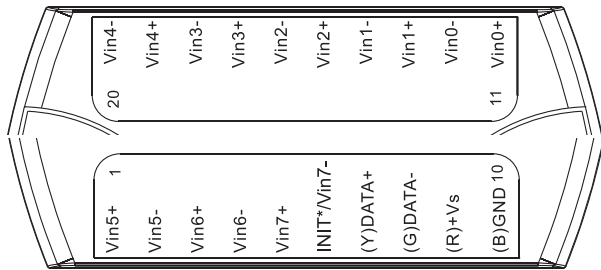 Vin4-
Vin4+
Vin3-
Vin3+
Vin2-
Vin2+
Vin1-
Vin1+
Vin0-
Vin0+
20
11
1
10
Vin5+
Vin5-
Vin6+
Vin6-
Vin7+
INIT*/Vin7-
(Y)DATA+
(G)DATA-
(R)+Vs
(B)GND